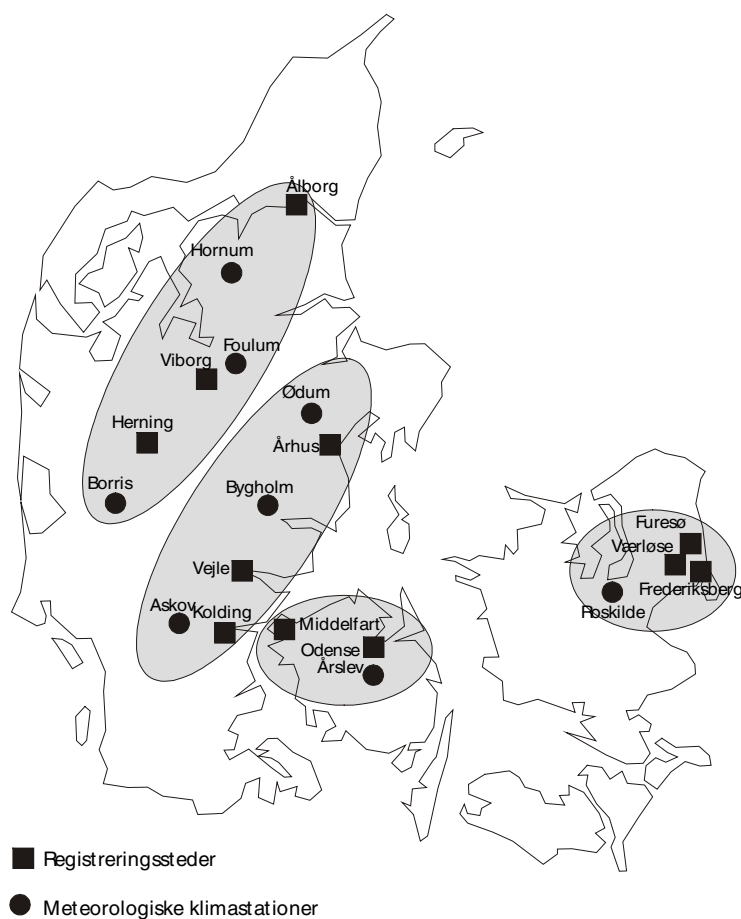 Ålborg
Hornum
Foulum
Viborg
Ødum
Herning
Århus
Borris
Bygholm
Furesø
Værløse
Vejle
Frederiksberg
Roskilde
Askov
Kolding
Middelfart
Odense
Årslev
Registreringssteder
Meteorologiske klimastationer